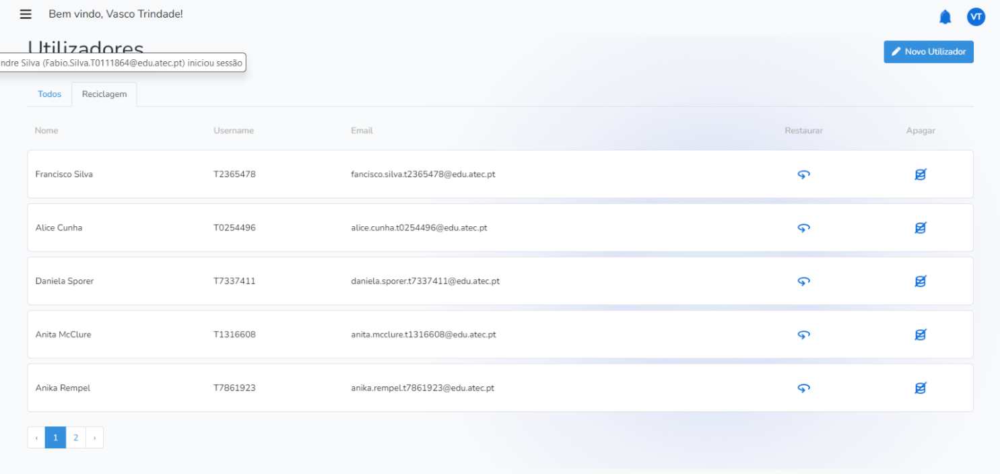 Bem vindo, Vasco Trindade!
VT
Utilizadores
Novo Utilizador
ndre Silva (Fabio.Silva.T0111864@edu.atec.pt) iniciou sessão
Todos Reciclagem
Nome Username Email Restaurar Apagar
Francisco Silva T2365478 fancisco.silva.t2365478@edu.atec.pt
Alice Cunha T0254496 alice.cunha.t0254496@edu.atec.pt
Daniela Sporer T7337411 daniela.sporer.t7337411@edu.atec.pt
Anita McClure T1316608 anita.mcclure.t1316608@edu.atec.pt
Anika Rempel T7861923 anika.rempel.t7861923@edu.atec.pt
‹ 1 2 ›